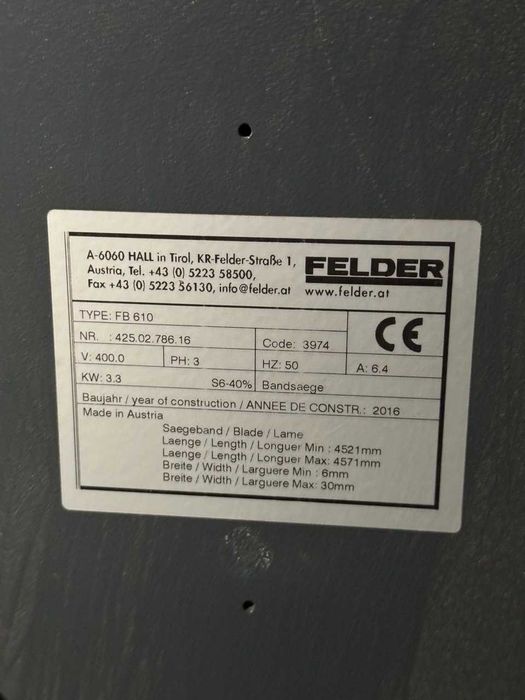 A-6060 HALL in Tirol, KR-Felder-Straße 1,
Austria, Tel. +43 (0) 5223 58500,
Fax +43 (0) 5223 56130, info@felder.at
FELDER
www.felder.at
TYPE: FB 610
NR. : 425.02.786.16 Code: 3974
CE
V: 400.0 PH: 3 HZ: 50 A: 6.4
KW: 3.3 S6-40% Bandsaege
Baujahr / year of construction / ANNEE DE CONSTR.: 2016
Made in Austria
Saegeband / Blade / Lame
Laenge / Length / Longuer Min : 4521mm
Laenge / Length / Longuer Max: 4571mm
Breite / Width / Larguere Min : 6mm
Breite / Width / Larguere Max: 30mm